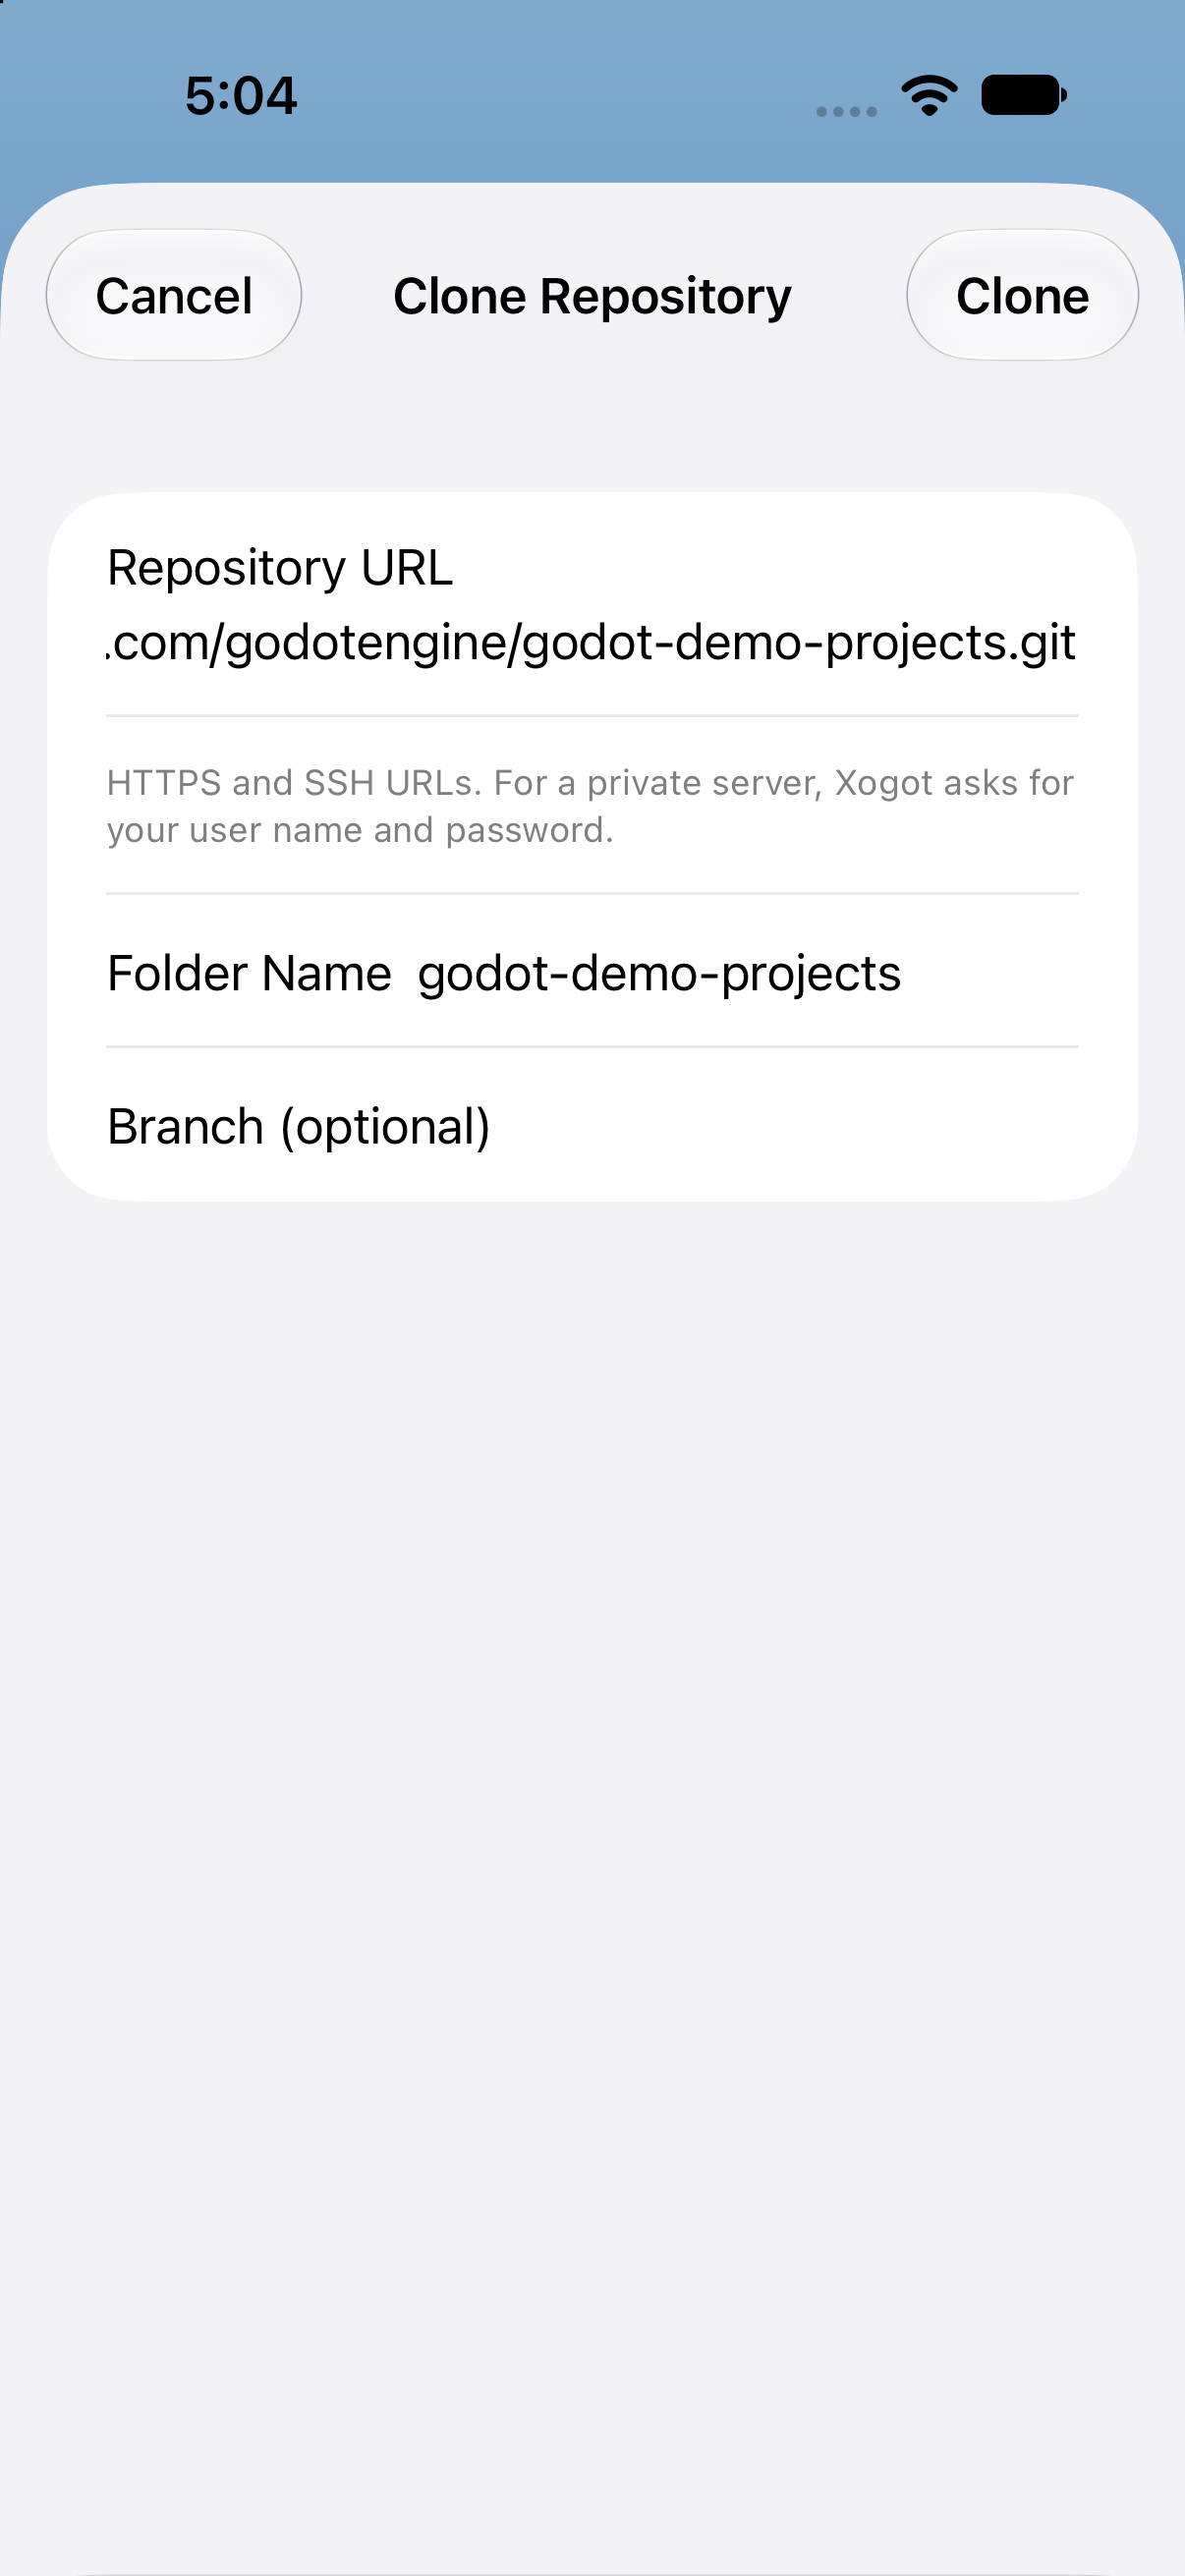 5:04
Cancel
Clone Repository
Clone
Repository URL
.com/godotengine/godot-demo-projects.git
HTTPS and SSH URLs. For a private server, Xogot asks for
your user name and password.
Folder Name godot-demo-projects
Branch (optional)